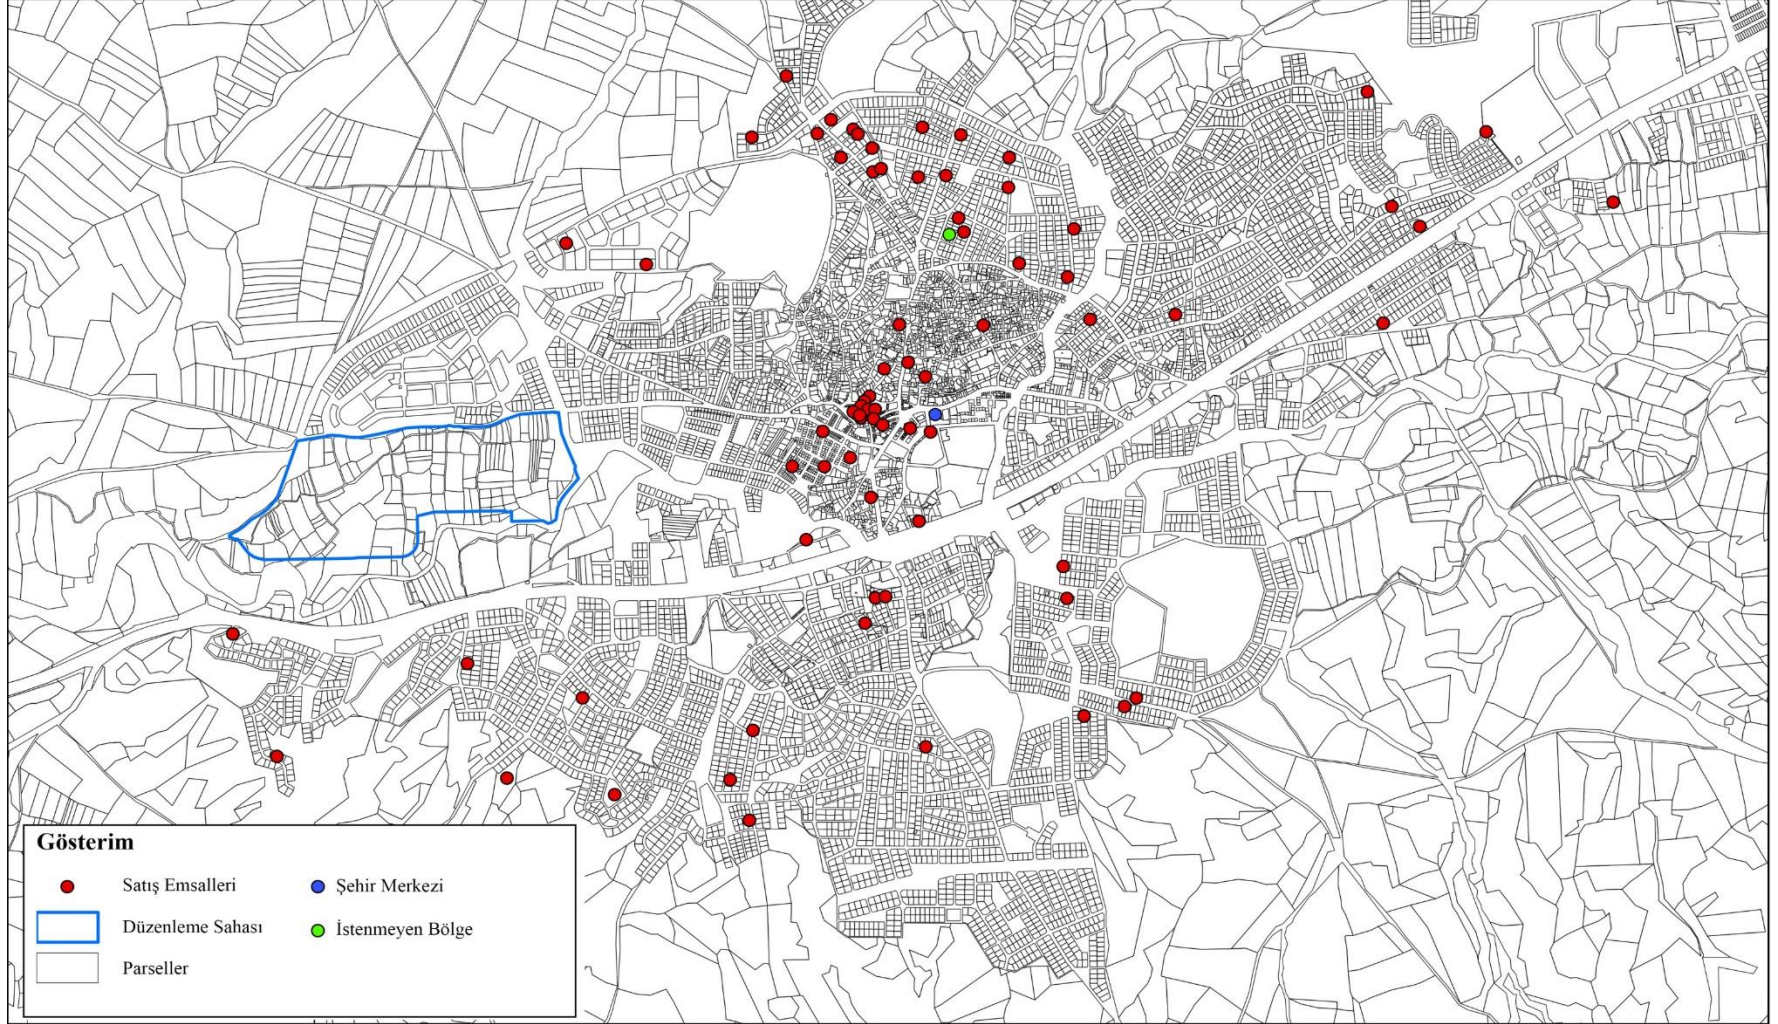 Gösterim
Satış Emsalleri
Şehir Merkezi
Düzenleme Sahası
İstenmeyen Bölge
Parseller